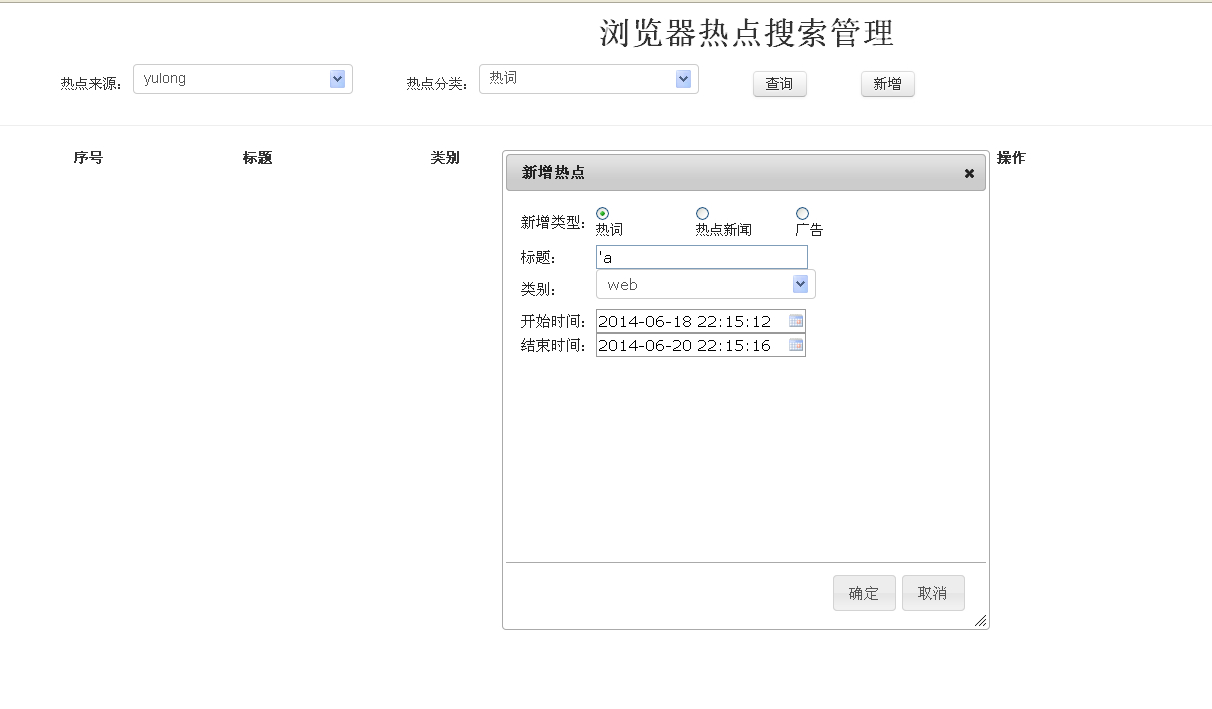 浏览器热点搜索管理
热点来源： yulong 热点分类： 热词 查询 新增
序号 标题 类别 操作
新增热点
新增类型：
热词 热点新闻 广告
标题： 'a
类别： web
开始时间： 2014-06-18 22:15:12
结束时间： 2014-06-20 22:15:16
确定 取消